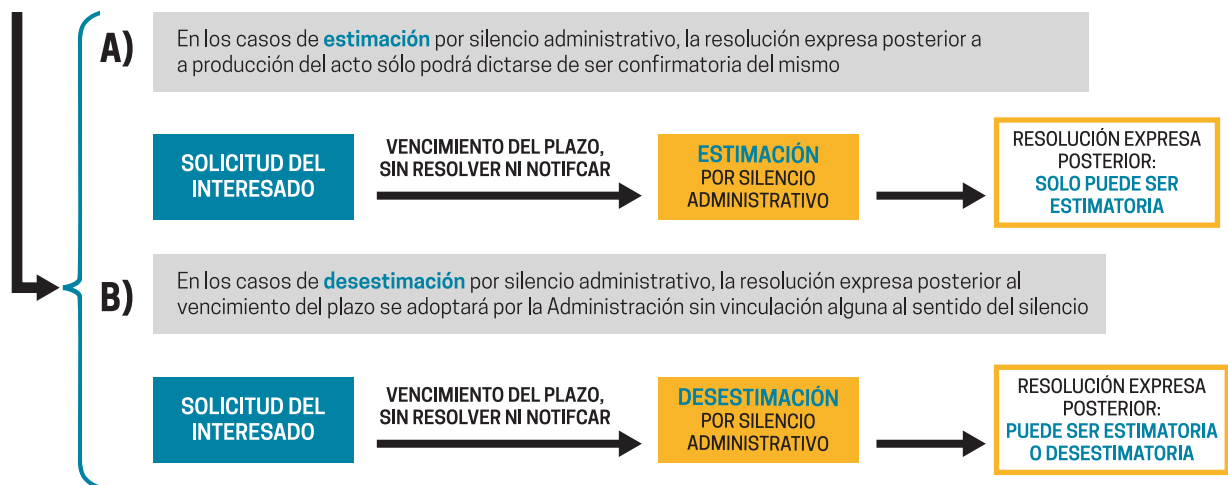 A)
En los casos de estimación por silencio administrativo, la resolución expresa posterior a
a producción del acto sólo podrá dictarse de ser confirmatoria del mismo
SOLICITUD DEL
INTERESADO
VENCIMIENTO DEL PLAZO,
SIN RESOLVER NI NOTIFCAR
ESTIMACIÓN
POR SILENCIO
ADMINISTRATIVO
RESOLUCIÓN EXPRESA
POSTERIOR:
SOLO PUEDE SER
ESTIMATORIA
B)
En los casos de desestimación por silencio administrativo, la resolución expresa posterior al
vencimiento del plazo se adoptará por la Administración sin vinculación alguna al sentido del silencio
SOLICITUD DEL
INTERESADO
VENCIMIENTO DEL PLAZO,
SIN RESOLVER NI NOTIFCAR
DESESTIMACIÓN
POR SILENCIO
ADMINISTRATIVO
RESOLUCIÓN EXPRESA
POSTERIOR:
PUEDE SER ESTIMATORIA
O DESESTIMATORIA